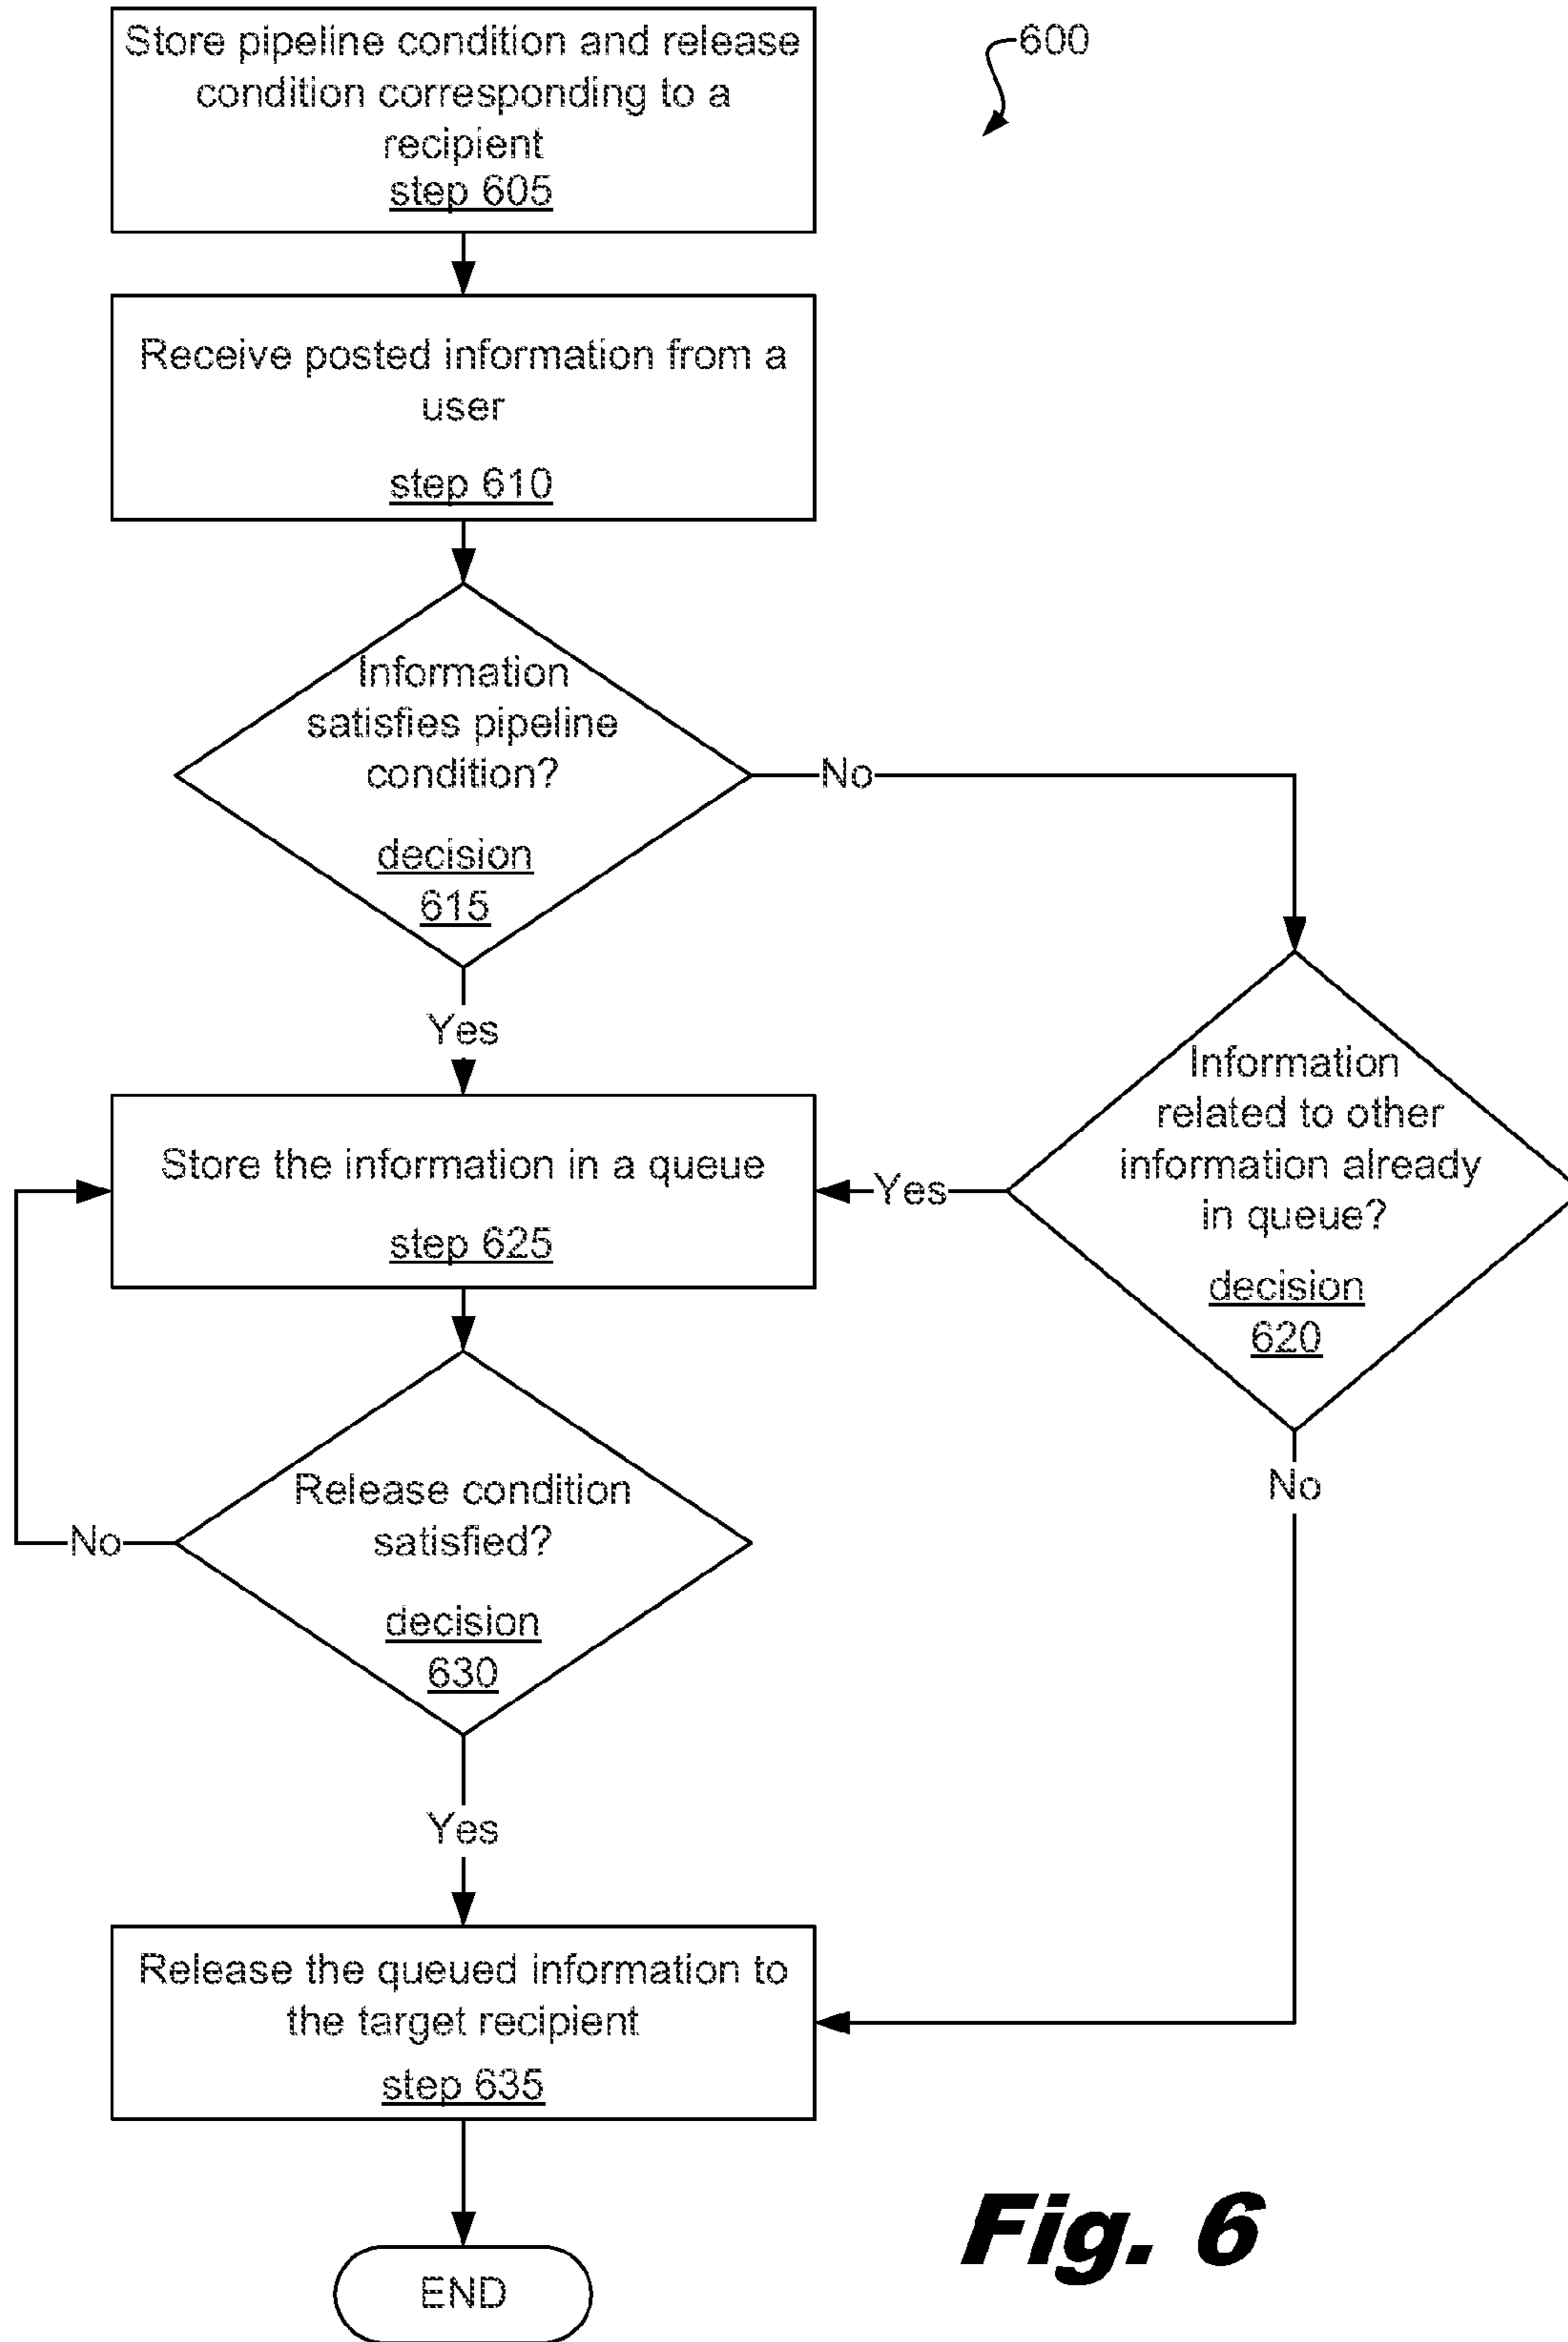 Store pipeline condition and release
condition corresponding to a
recipient
step 605
600
Receive posted information from a
user
step 610
Information
satisfies pipeline
condition?
decision
615
No
Yes
Information
related to other
information already
in queue?
decision
620
Yes
No
Store the information in a queue
step 625
Release condition
satisfied?
decision
630
No
Yes
Release the queued information to
the target recipient
step 635
END
Fig. 6